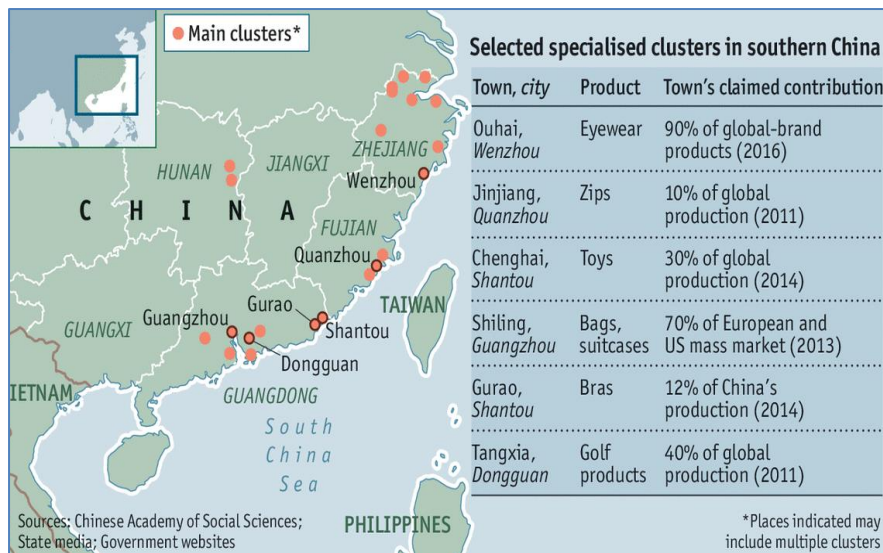 Main clusters*
ZHEJIANG
HUNAN
JIANGXI
Wenzhou
CHINA
FUJIAN
Quanzhou
TAIWAN
Gurao
Guangzhou
Shantou
GUANGXI
Dongguan
IETNAM
GUANGDONG
South
China
Sea
PHILIPPINES
Sources: Chinese Academy of Social Sciences;
State media; Government websites
Selected specialised clusters in southern China
Town, city Product Town's claimed contribution
Ouhai, Eyewear 90% of global-brand
Wenzhou products (2016)
Jinjiang, Zips 10% of global
Quanzhou production (2011)
Chenghai, Toys 30% of global
Shantou production (2014)
Shiling, Bags, 70% of European and
Guangzhou suitcases US mass market (2013)
Gurao, Bras 12% of China's
Shantou production (2014)
Tangxia, Golf 40% of global
Dongguan products production (2011)
*Places indicated may
include multiple clusters